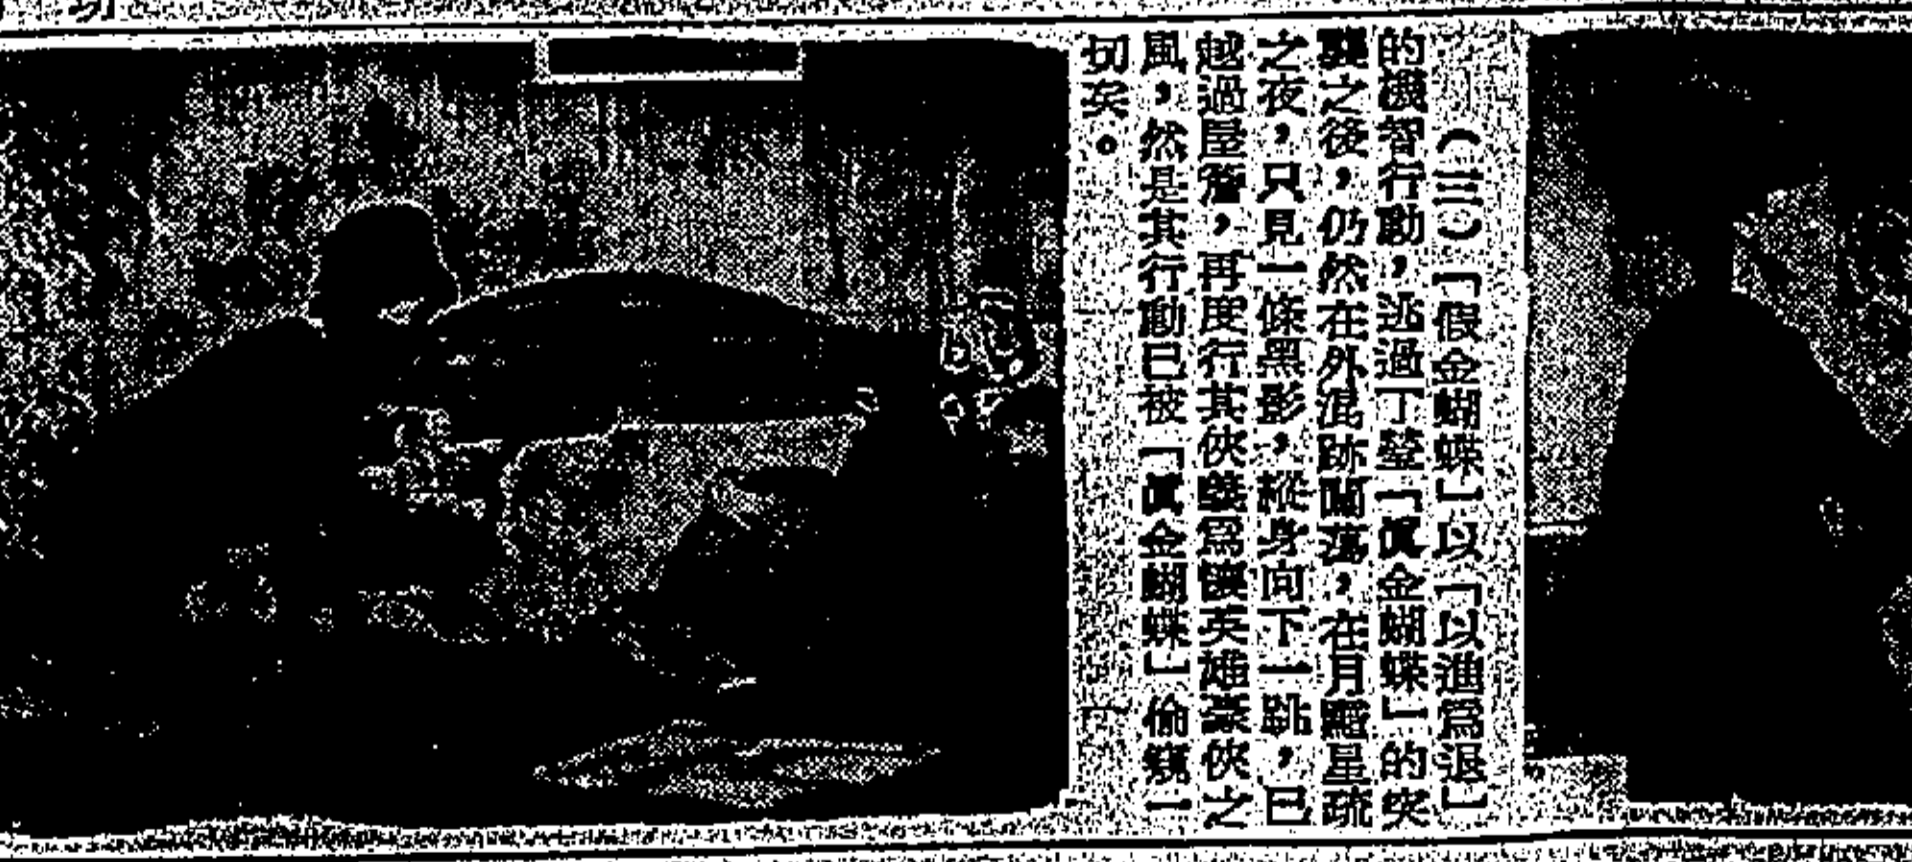 (三)「假金蝴蝶」以「以進爲退」
的機智行動,逃過丁瑩「眞金蝴蝶」的突
襲之後,仍然在外混跡闖蕩,在月黯星疏
之夜,只見一條黑影,縱身向下一跳,已
越過屋簷,再度行其俠義爲懷英雄豪俠之
風,然是其行動已被「眞金蝴蝶」偷窺一
切矣。